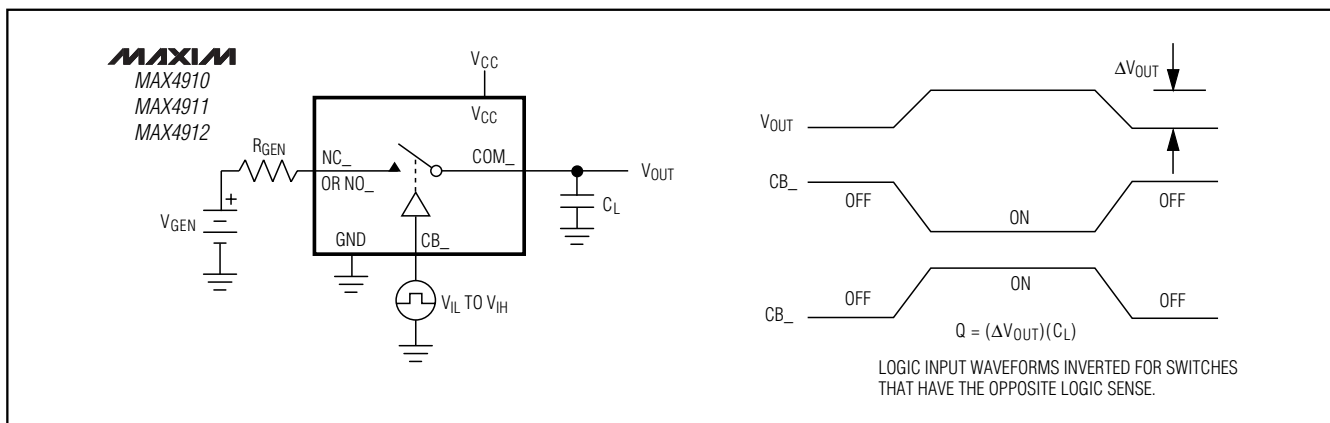 MAXIM
MAX4910
MAX4911
MAX4912
VCC
VCC
RGEN
NC_
OR NO_
COM_
VOUT
VGEN
+
CL
GND
CB_
VIL TO VIH
ΔVOUT
VOUT
CB_
OFF
ON
OFF
CB_
OFF
ON
OFF
Q = (ΔVOUT)(CL)
LOGIC INPUT WAVEFORMS INVERTED FOR SWITCHES
THAT HAVE THE OPPOSITE LOGIC SENSE.